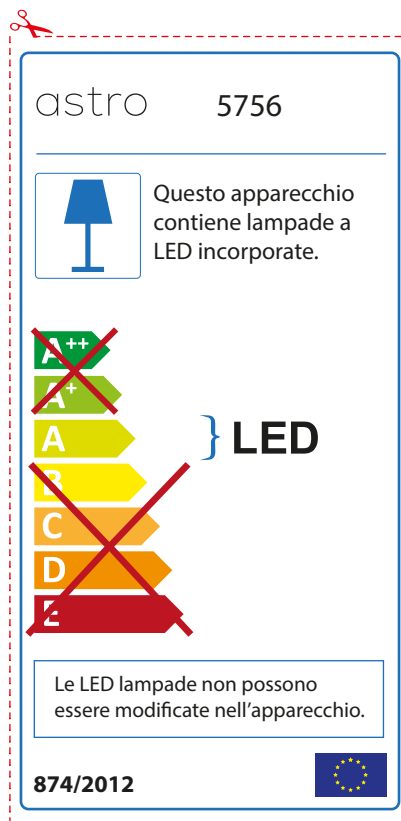 astro 5756
Questo apparecchio
contiene lampade a
LED incorporate.
A++
A+
A
} LED
B
C
D
E
Le LED lampade non possono
essere modificate nell'apparecchio.
874/2012